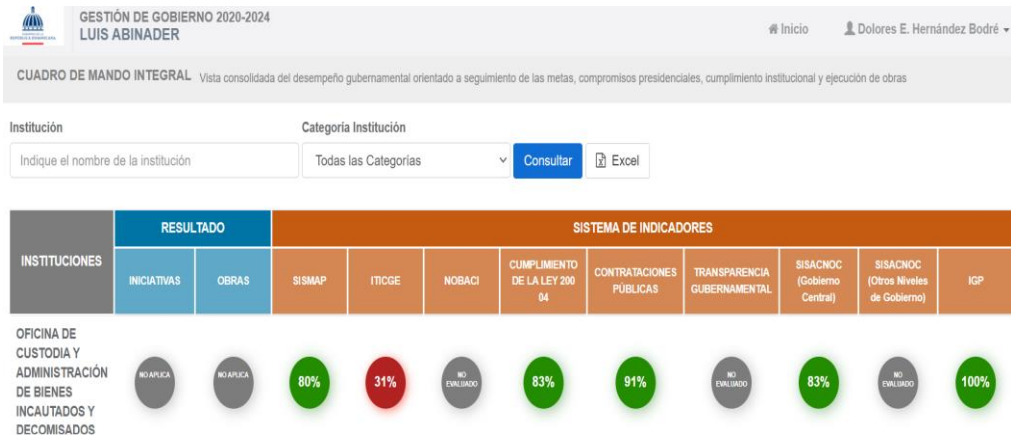 GESTIÓN DE GOBIERNO 2020-2024
LUIS ABINADER
Inicio
Dolores E. Hernández Bodré
CUADRO DE MANDO INTEGRAL Vista consolidada del desempeño gubernamental orientado a seguimiento de las metas, compromisos presidenciales, cumplimiento institucional y ejecución de obras
Institución
Categoría Institución
Indique el nombre de la institución
Todas las Categorías
Consultar
Excel
INSTITUCIONES
RESULTADO
SISTEMA DE INDICADORES
INICIATIVAS
OBRAS
SISMAP
ITICGE
NOBACI
CUMPLIMIENTO
DE LA LEY 200
04
CONTRATACIONES
PÚBLICAS
TRANSPARENCIA
GUBERNAMENTAL
SISACNOC
(Gobierno
Central)
SISACNOC
(Otros Niveles
de Gobierno)
IGP
OFICINA DE
CUSTODIA Y
ADMINISTRACIÓN
DE BIENES
INCAUTADOS Y
DECOMISADOS
NO APLICA
NO APLICA
80%
31%
NO
EVALUADO
83%
91%
NO
EVALUADO
83%
NO
EVALUADO
100%